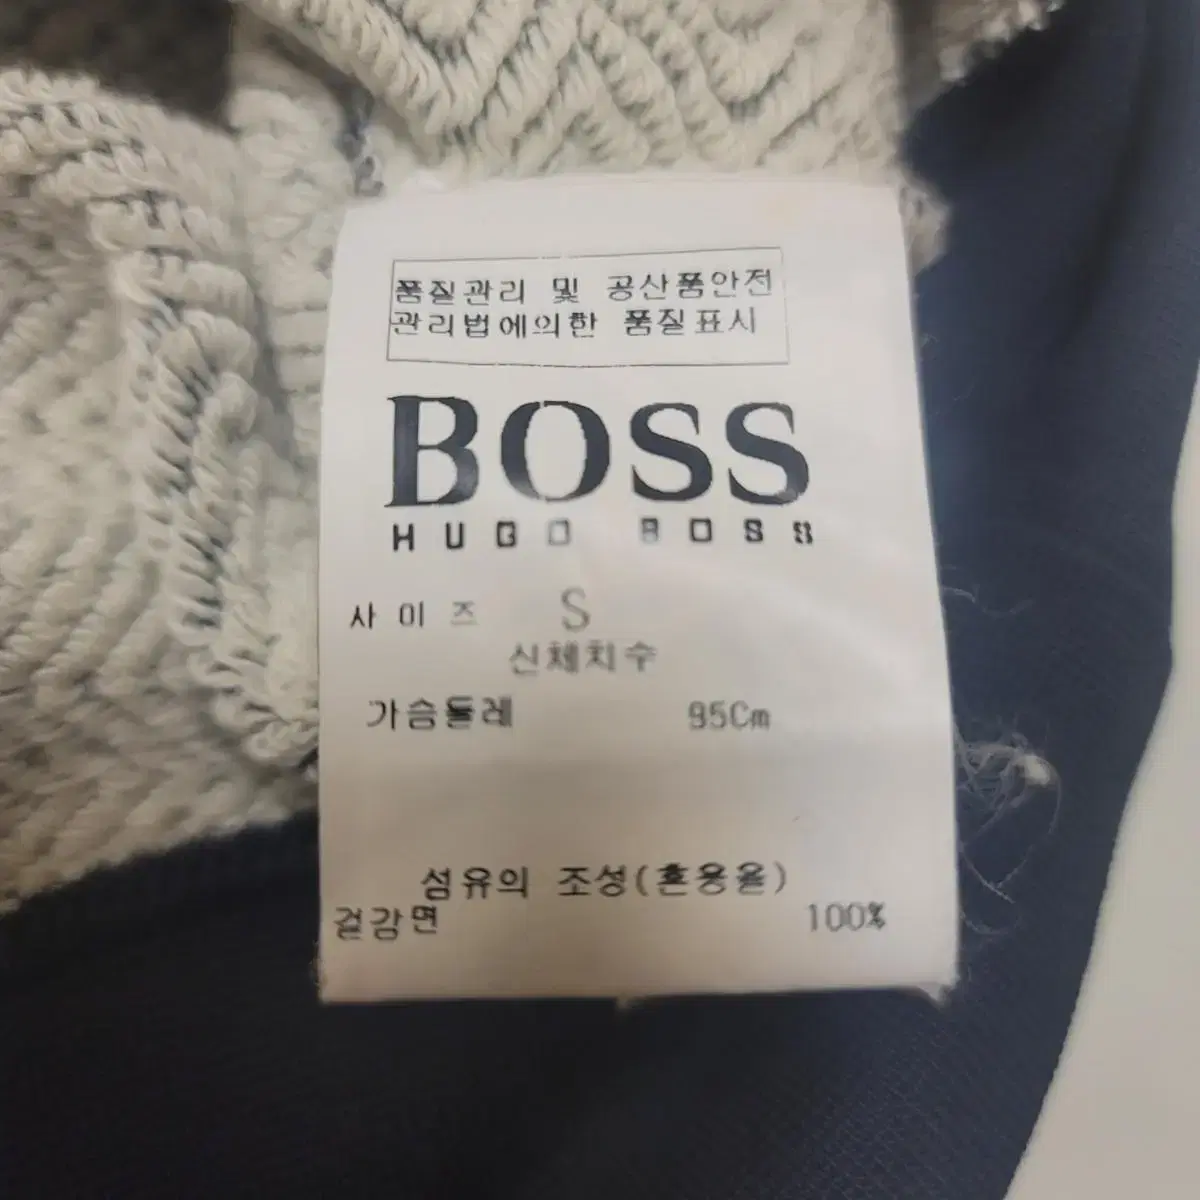 품질관리 및 공산품안전
관리법에의한 품질표시
BOSS
HUGO BOSS
사이즈 S
신체치수
가슴둘레 95Cm
섬유의 조성(혼용율)
겉감면 100%